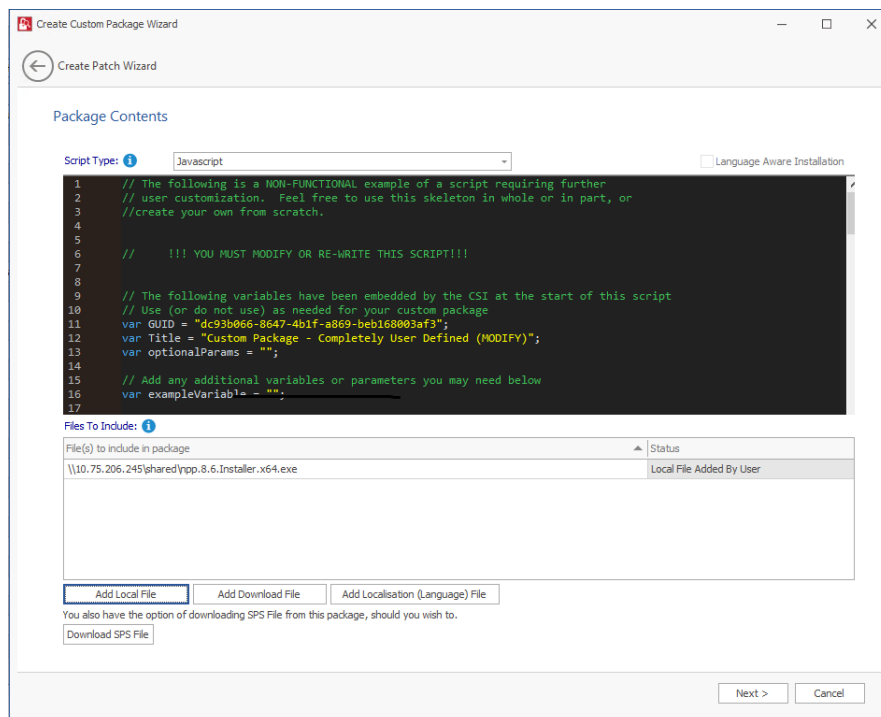 Create Custom Package Wizard
Create Patch Wizard
Package Contents
Script Type:
Javascript
Language Aware Installation
1 // The following is a NON-FUNCTIONAL example of a script requiring further
2 // user customization. Feel free to use this skeleton in whole or in part, or
3 //create your own from scratch.
4
5
6 // !!! YOU MUST MODIFY OR RE-WRITE THIS SCRIPT!!!
7
8
9 // The following variables have been embedded by the CSI at the start of this script
10 // Use (or do not use) as needed for your custom package
11 var GUID = "dc93b066-8647-4b1f-a869-beb168003af3";
12 var Title = "Custom Package - Completely User Defined (MODIFY)";
13 var optionalParams = "";
14
15 // Add any additional variables or parameters you may need below
16 var exampleVariable = "";
17
Files To Include:
File(s) to include in package Status
\\10.75.206.245\shared\npp.8.6.Installer.x64.exe Local File Added By User
Add Local File Add Download File Add Localisation (Language) File
You also have the option of downloading SPS File from this package, should you wish to.
Download SPS File
Next > Cancel